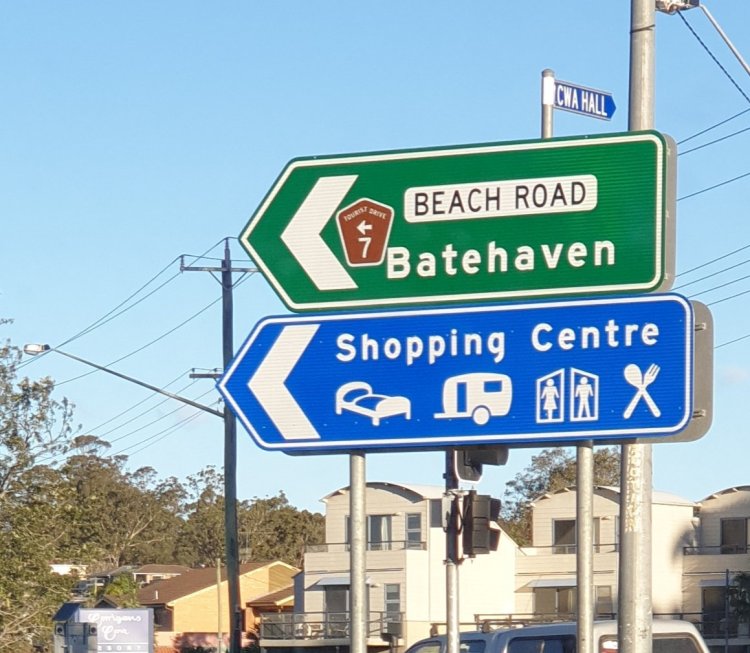 CWA HALL
BEACH ROAD
TOURIST DRIVE
7
Batehaven
Shopping Centre